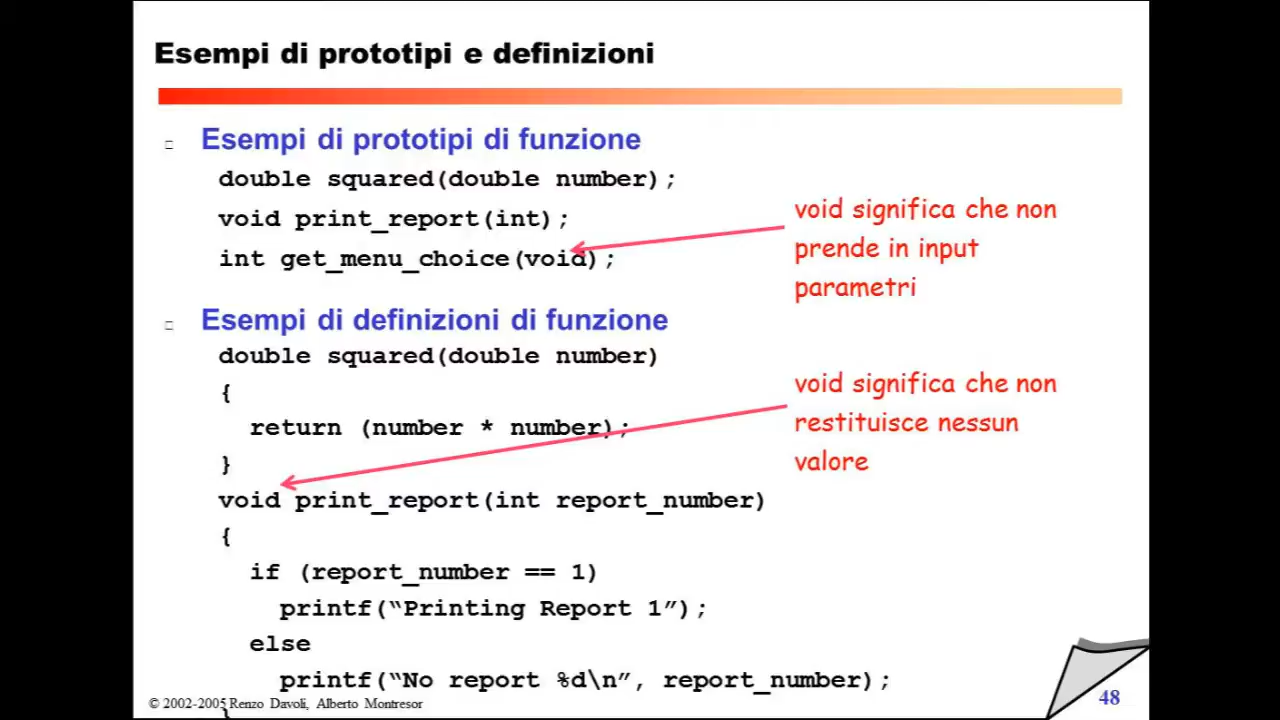 Esempi di prototipi e definizioni
Esempi di prototipi di funzione
double squared(double number);
void print_report(int);
int get_menu_choice(void);
void significa che non
prende in input
parametri
Esempi di definizioni di funzione
double squared(double number)
{
return (number * number);
}
void significa che non
restituisce nessun
valore
void print_report(int report_number)
{
if (report_number == 1)
printf(“Printing Report 1”);
else
printf(“No report %d\n”, report_number);
}
© 2002-2005 Renzo Davoli, Alberto Montresor
48